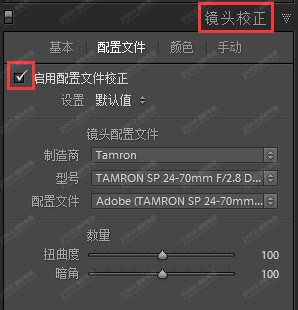 镜头校正
基本 配置文件 颜色 手动
启用配置文件校正
设置 默认值
镜头配置文件
制造商 Tamron
型号 TAMRON SP 24-70mm F/2.8 D...
配置文件 Adobe (TAMRON SP 24-70mm...
数量
扭曲度 100
暗角 100